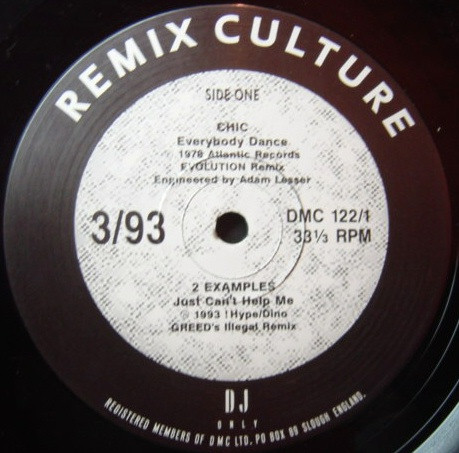 REMIX CULTURE
SIDE ONE
CHIC
Everybody Dance
1978 Atlantic Records
EVOLUTION Remix
Engineered by Adam Lesser
3/93
DMC 122/1
33⅓ RPM
2 EXAMPLES
Just Can't Help Me
℗ 1993 !Hype/Dino
GREED's Illegal Remix
DJ
ONLY
REGISTERED MEMBERS OF DMC LTD. PO BOX 89 SLOUGH ENGLAND.